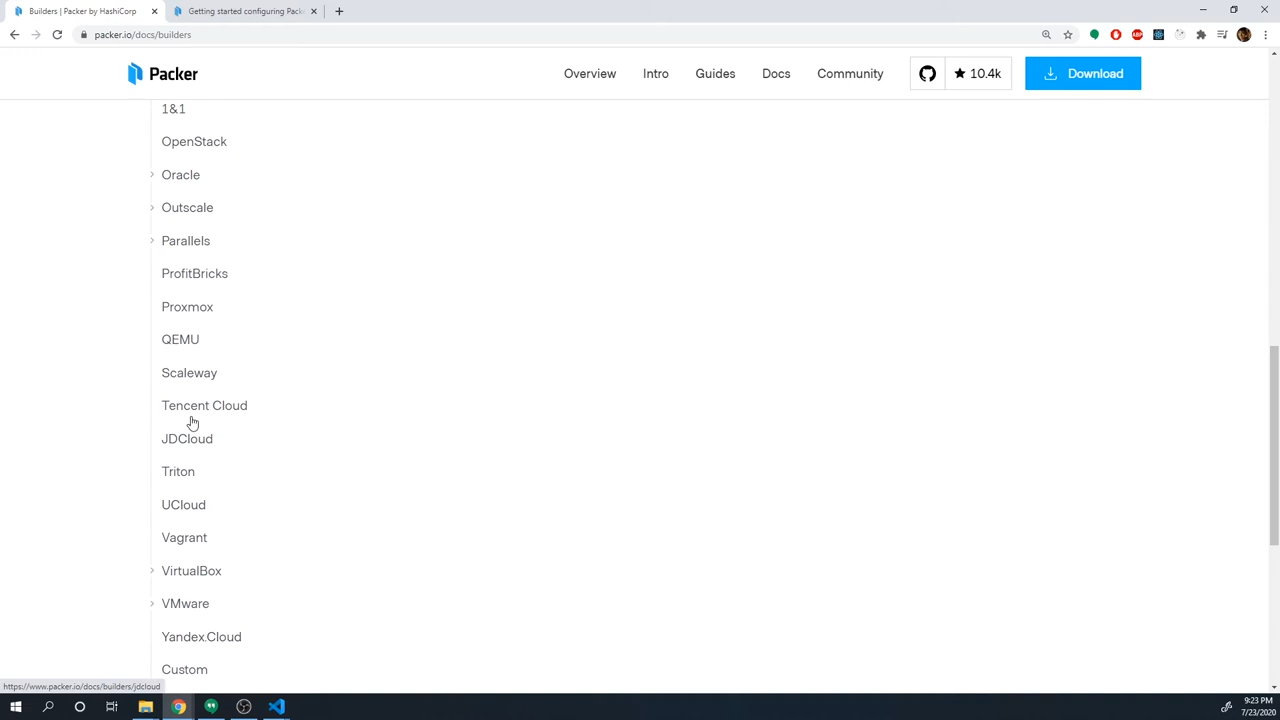 Builders | Packer by HashiCorp
Getting started configuring Pack
packer.io/docs/builders
Packer
Overview
Intro
Guides
Docs
Community
10.4k
Download
1&1
OpenStack
Oracle
Outscale
Parallels
ProfitBricks
Proxmox
QEMU
Scaleway
Tencent Cloud
JDCloud
Triton
UCloud
Vagrant
VirtualBox
VMware
Yandex.Cloud
Custom
https://www.packer.io/docs/builders/jdcloud
9:23 PM
7/23/2020